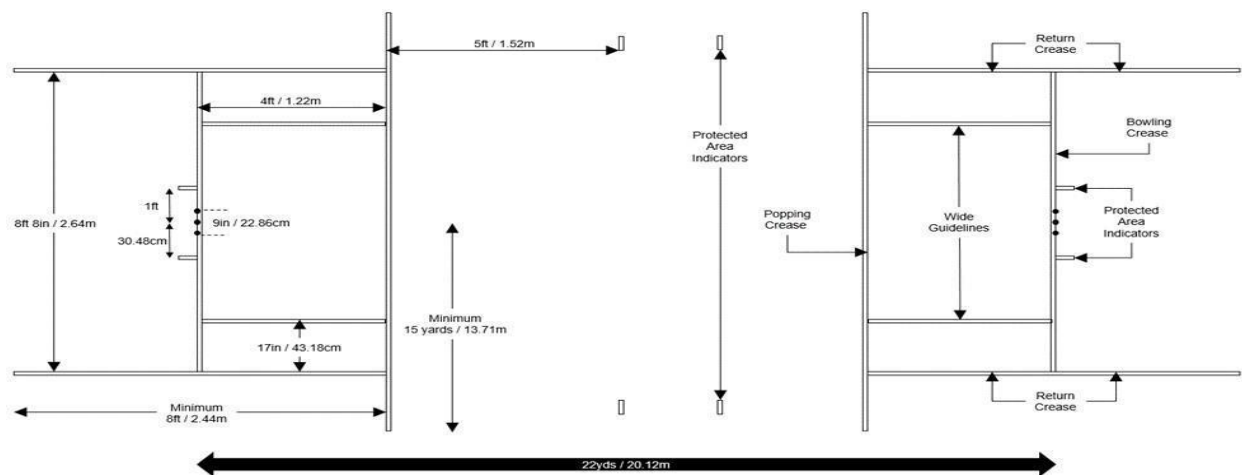 5ft / 1.52m
Return
Crease
4ft / 1.22m
Protected
Area
Indicators
Bowling
Crease
1ft
8ft 8in / 2.64m
9in / 22.86cm
30.48cm
Popping
Crease
Wide
Guidelines
Protected
Area
Indicators
Minimum
15 yards / 13.71m
17in / 43.18cm
Minimum
8ft / 2.44m
Return
Crease
22yds / 20.12m